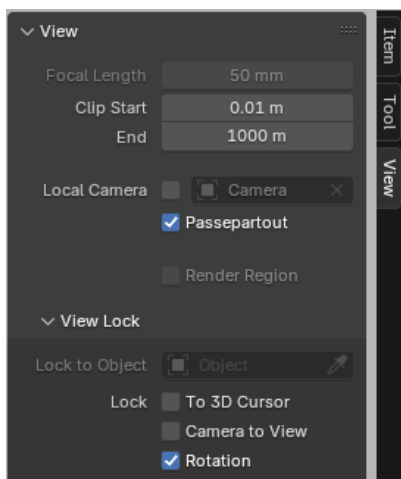 View
Focal Length 50 mm
Clip Start 0.01 m
End 1000 m
Local Camera Camera
Passepartout
Render Region
View Lock
Lock to Object Object
Lock To 3D Cursor
Camera to View
Rotation
Item
Tool
View